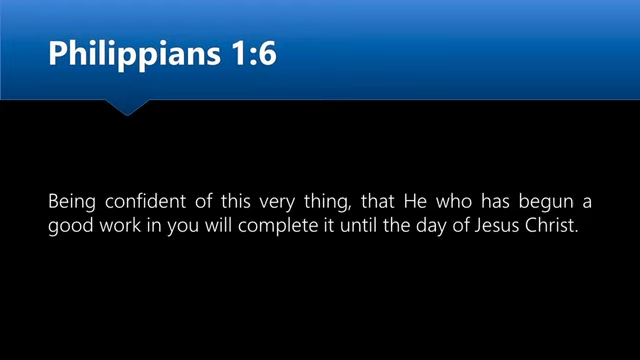 Philippians 1:6
Being confident of this very thing, that He who has begun a
good work in you will complete it until the day of Jesus Christ.